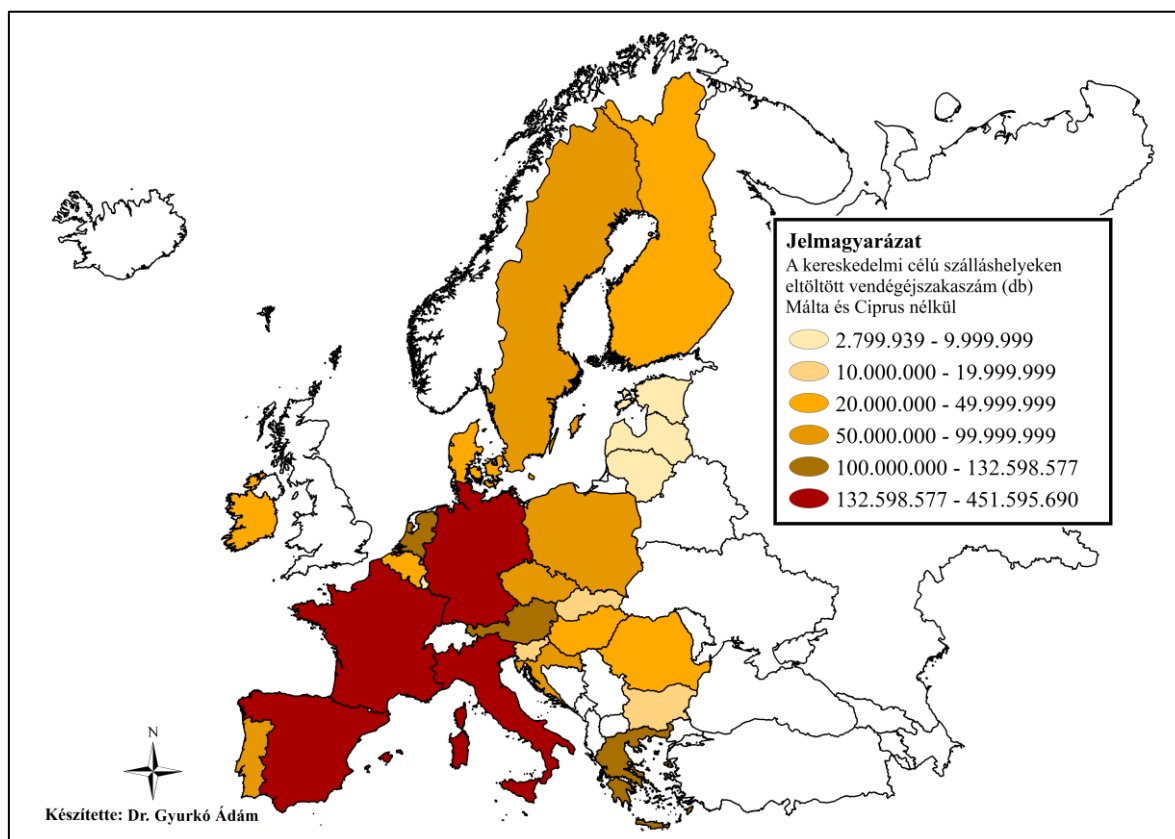 Jelmagyarázat
A kereskedelmi célú szálláshelyeken
eltöltött vendégéjszakaszám (db)
Málta és Ciprus nélkül
2.799.939 - 9.999.999
10.000.000 - 19.999.999
20.000.000 - 49.999.999
50.000.000 - 99.999.999
100.000.000 - 132.598.577
132.598.577 - 451.595.690
N
Készítette: Dr. Gyurkó Ádám